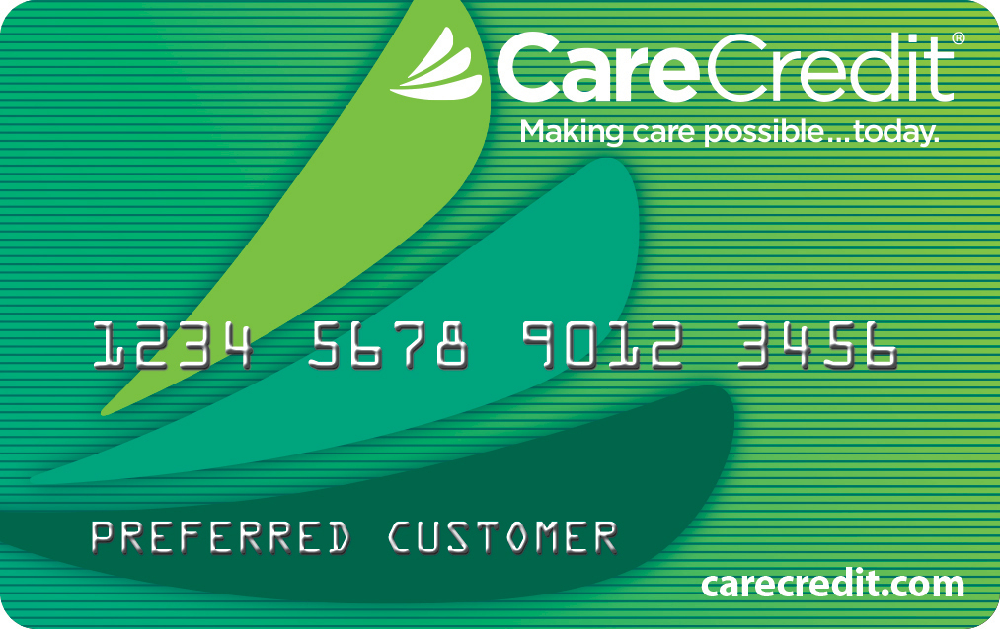 CareCredit®
Making care possible...today.
1234 5678 9012 3456
PREFERRED CUSTOMER
carecredit.com